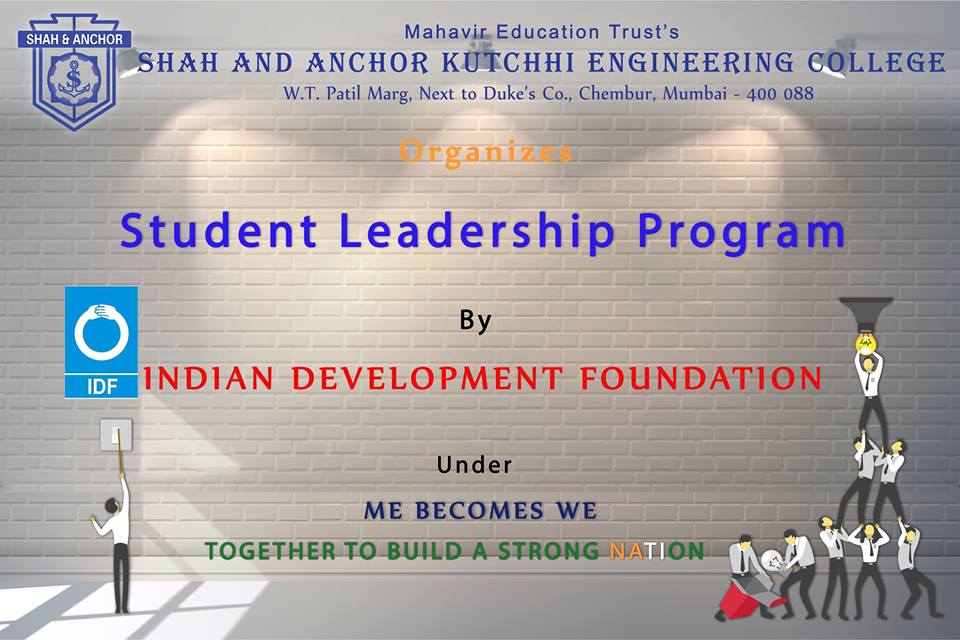 SHAH & ANCHOR
Mahavir Education Trust's
SHAH AND ANCHOR KUTCHHI ENGINEERING COLLEGE
W.T. Patil Marg, Next to Duke's Co., Chembur, Mumbai - 400 088
Organizes
Student Leadership Program
By
IDF
INDIAN DEVELOPMENT FOUNDATION
Under
ME BECOMES WE
TOGETHER TO BUILD A STRONG NATION